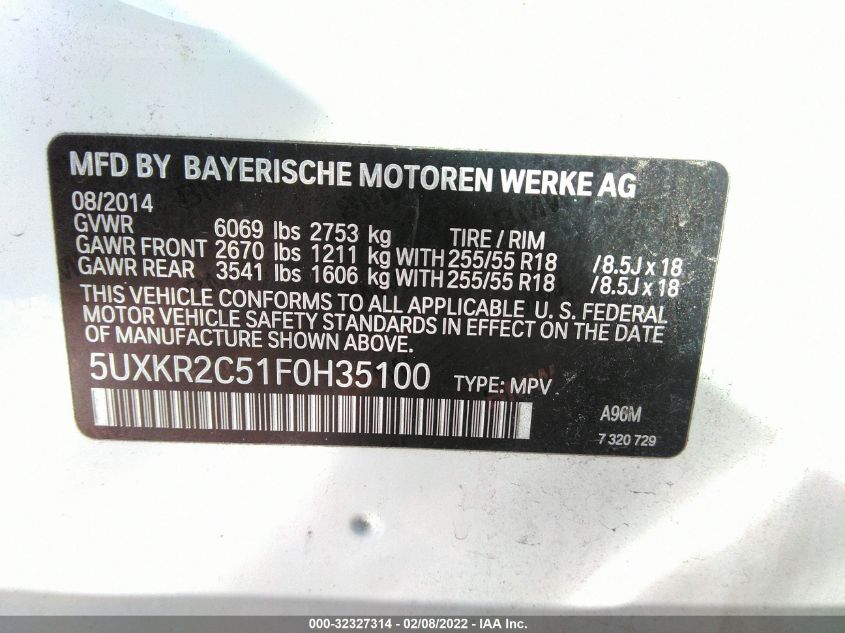 MFD BY BAYERISCHE MOTOREN WERKE AG
08/2014
GVWR 6069 lbs 2753 kg TIRE / RIM
GAWR FRONT 2670 lbs 1211 kg WITH 255/55 R18 /8.5J x 18
GAWR REAR 3541 lbs 1606 kg WITH 255/55 R18 /8.5J x 18
THIS VEHICLE CONFORMS TO ALL APPLICABLE U. S. FEDERAL
MOTOR VEHICLE SAFETY STANDARDS IN EFFECT ON THE DATE
OF MANUFACTURE SHOWN ABOVE.
5UXKR2C51F0H35100 TYPE: MPV
A96M
7 320 729
000-32327314 - 02/08/2022 - IAA Inc.